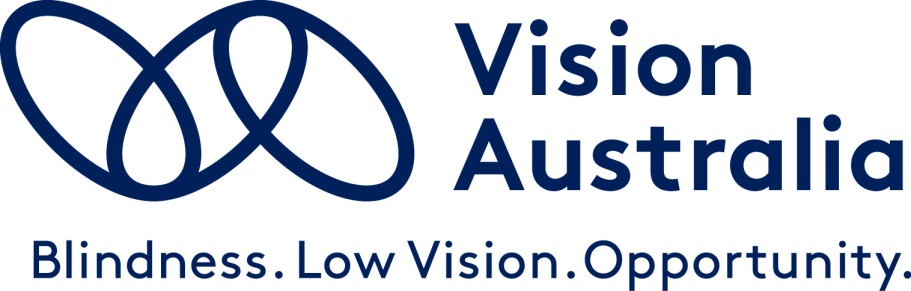 Vision
Australia
Blindness. Low Vision. Opportunity.